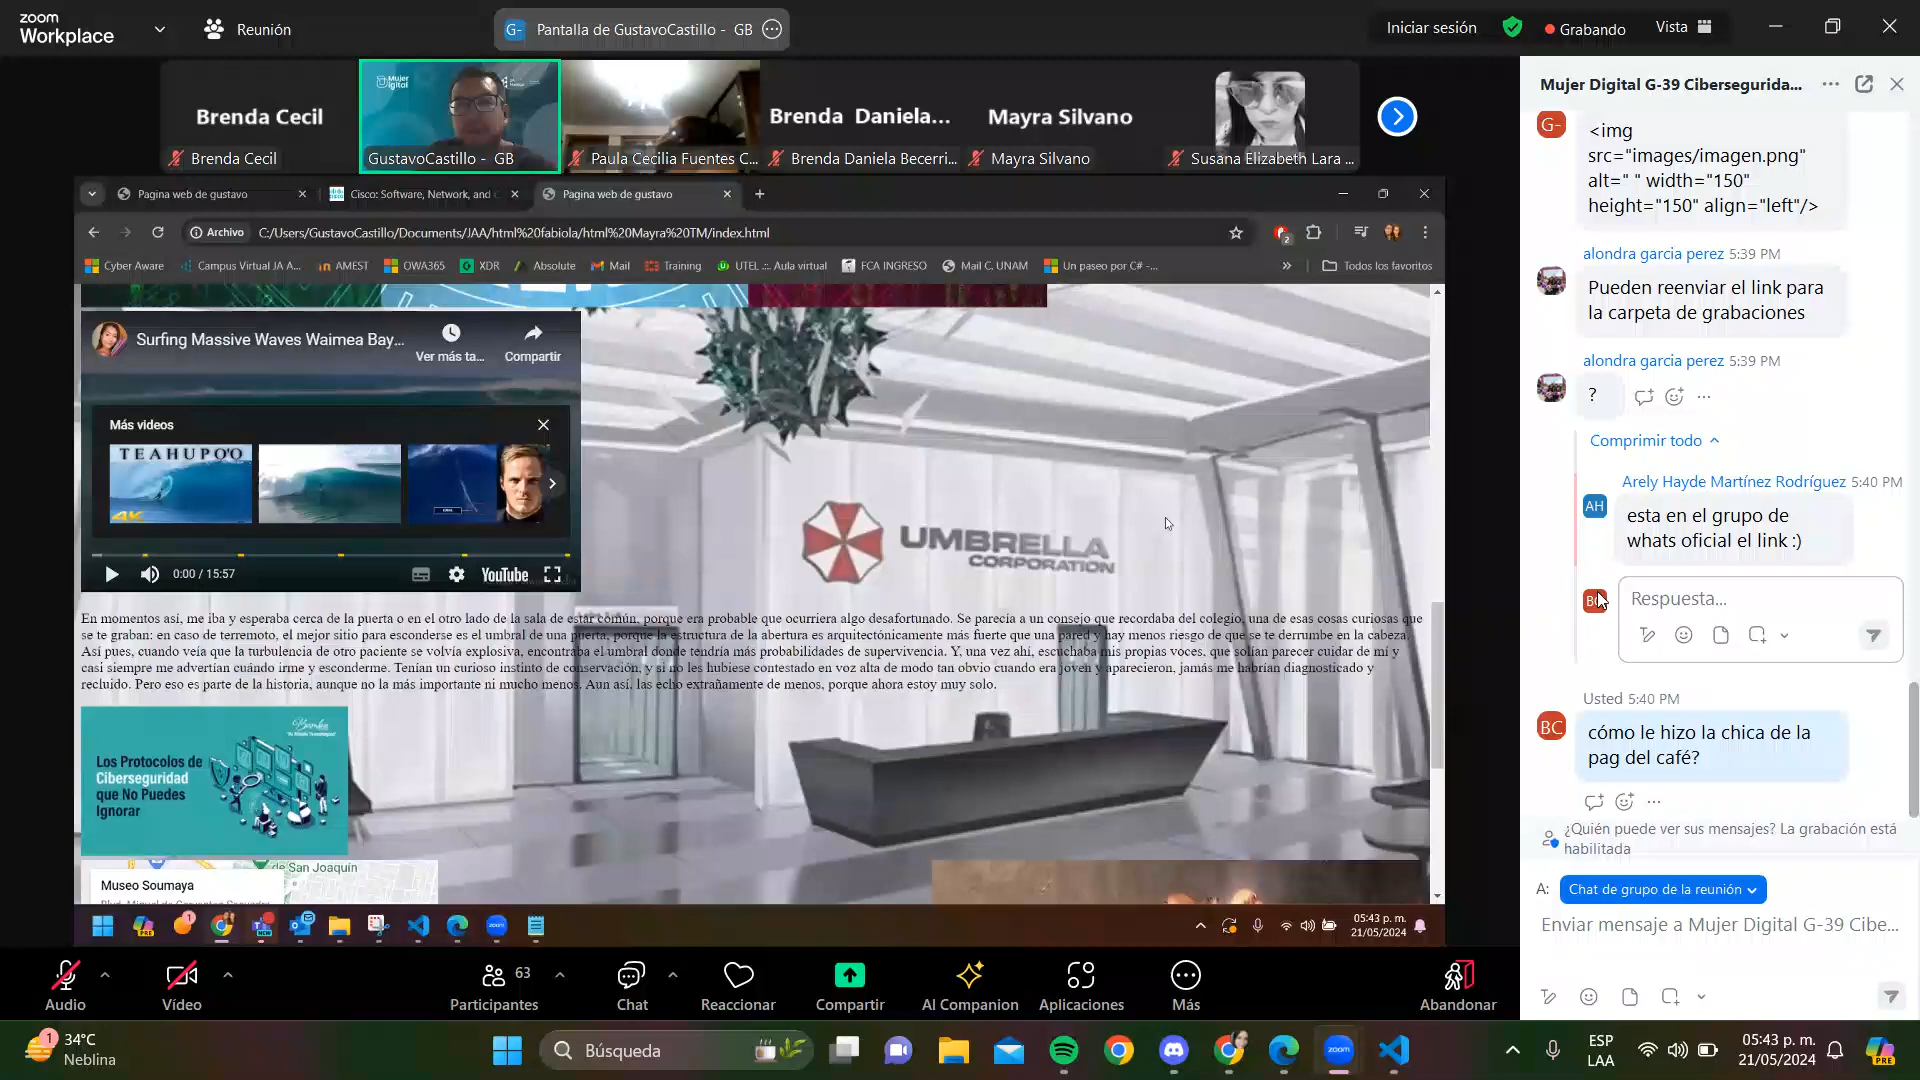 zoom
Workplace
Reunión
G- Pantalla de GustavoCastillo - GB
Iniciar sesión
Grabando
Vista
Brenda Cecil
Brenda Cecil
Mujer Digital
GustavoCastillo - GB
Paula Cecilia Fuentes C...
Brenda Daniela...
Brenda Daniela Becerri...
Mayra Silvano
Mayra Silvano
Susana Elizabeth Lara ...
Pagina web de gustavo
Cisco: Software, Network, and
Pagina web de gustavo
Archivo
C:/Users/GustavoCastillo/Documents/JAA/html%20fabiola/html%20Mayra%20TM/index.html
2
Cyber Aware
Campus Virtual JA A...
AMEST
OWA365
XDR
Absolute
Mail
Training
UTEL .:. Aula virtual
FCA INGRESO
Mail C. UNAM
Un paseo por C# -...
Todos los favoritos
Surfing Massive Waves Waimea Bay...
Ver más ta...
Compartir
Más videos
TEAHUPO'O
4K
0:00 / 15:57
YouTube
UMBRELLA
CORPORATION
En momentos así, me iba y esperaba cerca de la puerta o en el otro lado de la sala de estar común, porque era probable que ocurriera algo desafortunado. Se parecía a un consejo que recordaba del colegio, una de esas cosas curiosas que
se te graban: en caso de terremoto, el mejor sitio para esconderse es el umbral de una puerta, porque la estructura de la abertura es arquitectónicamente más fuerte que una pared y hay menos riesgo de que se te derrumbe en la cabeza.
Así pues, cuando veía que la turbulencia de otro paciente se volvía explosiva, encontraba el umbral donde tendría más probabilidades de supervivencia. Y, una vez ahí, escuchaba mis propias voces, que solían parecer cuidar de mí y
casi siempre me advertían cuándo irme y esconderme. Tenían un curioso instinto de conservación, y si no les hubiese contestado en voz alta de modo tan obvio cuando era joven y aparecieron, jamás me habrían diagnosticado y
recluido. Pero eso es parte de la historia, aunque no la más importante ni mucho menos. Aun así, las echo extrañamente de menos, porque ahora estoy muy solo.
Los Protocolos de
Ciberseguridad
que No Puedes
Ignorar
de San Joaquín
Museo Soumaya
05:43 p. m.
21/05/2024
Mujer Digital G-39 Cibersegurida...
G-
<img
src="images/imagen.png"
alt=" " width="150"
height="150" align="left"/>
alondra garcia perez 5:39 PM
Pueden reenviar el link para
la carpeta de grabaciones
alondra garcia perez 5:39 PM
?
Comprimir todo
Arely Hayde Martínez Rodríguez 5:40 PM
AH
esta en el grupo de
whats oficial el link :)
Respuesta...
Usted 5:40 PM
BC
cómo le hizo la chica de la
pag del café?
¿Quién puede ver sus mensajes? La grabación está
habilitada
A: Chat de grupo de la reunión
Enviar mensaje a Mujer Digital G-39 Cibe...
Audio
Vídeo
Participantes
63
Chat
Reaccionar
Compartir
AI Companion
Aplicaciones
Más
Abandonar
1
34°C
Neblina
Búsqueda
zoom
ESP
LAA
05:43 p. m.
21/05/2024
PRE